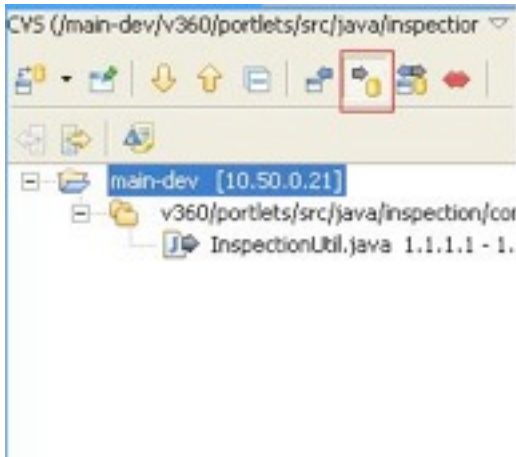 CVS (/main-dev/v360/portlets/src/java/inspection
main-dev [10.50.0.21]
v360/portlets/src/java/inspection/cor
InspectionUtil.java 1.1.1.1 - 1.